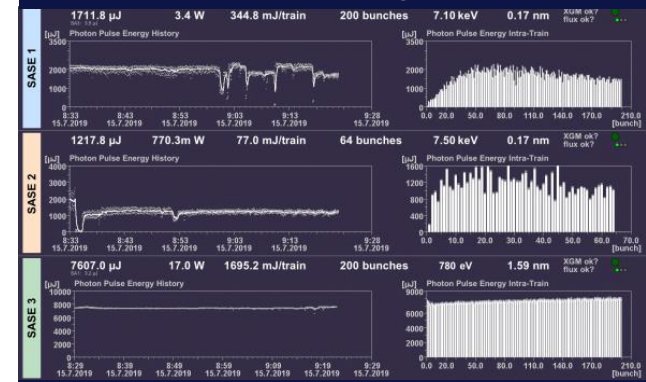 SASE 1
1711.8 µJ 3.4 W 344.8 mJ/train 200 bunches 7.10 keV 0.17 nm XGM ok?
flux ok?
[µJ] Photon Pulse Energy History [µJ] Photon Pulse Energy Intra-Train
3500 3500
2000 2000
1000 1000
0 0
8:33 8:43 8:53 9:03 9:13 9:28 0.0 20.0 50.0 80.0 110.0 140.0 170.0 210.0
15.7.2019 15.7.2019 15.7.2019 15.7.2019 15.7.2019 15.7.2019 [bunch]
SASE 2
1217.8 µJ 770.3m W 77.0 mJ/train 64 bunches 7.50 keV 0.17 nm XGM ok?
flux ok?
[µJ] Photon Pulse Energy History [µJ] Photon Pulse Energy Intra-Train
4000 1600
3000 1200
2000 800
1000 400
0 0
8:33 8:43 8:53 9:03 9:13 9:28 0.0 10.0 20.0 30.0 40.0 50.0 70.0
15.7.2019 15.7.2019 15.7.2019 15.7.2019 15.7.2019 15.7.2019 [bunch]
SASE 3
7607.0 µJ 17.0 W 1695.2 mJ/train 200 bunches 780 eV 1.59 nm XGM ok?
flux ok?
[µJ] Photon Pulse Energy History [µJ] Photon Pulse Energy Intra-Train
10000 9000
8000
6000 6000
4000 4000
2000 2000
0 0
8:29 8:39 8:49 8:59 9:09 9:19 9:29 0.0 20.0 50.0 80.0 110.0 140.0 170.0 210.0
15.7.2019 15.7.2019 15.7.2019 15.7.2019 15.7.2019 15.7.2019 15.7.2019 [bunch]